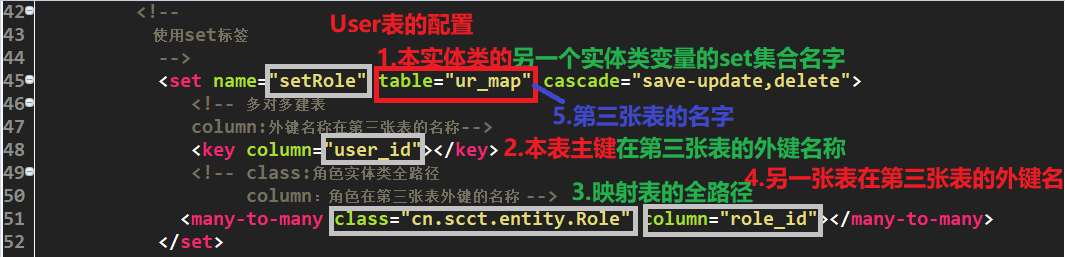 42 <!--
User表的配置
43 使用set标签
44 -->
1.本实体类的另一个实体类变量的set集合名字
45 <set name="setRole" table="ur_map" cascade="save-update,delete">
46 <!-- 多对多建表
5.第三张表的名字
47 column:外键名称在第三张表的名称-->
48 <key column="user_id"></key>
2.本表主键在第三张表的外键名称
49 <!-- class:角色实体类全路径
4.另一张表在第三张表的外键名
50 column：角色在第三张表外键的名称 -->
3.映射表的全路径
51 <many-to-many class="cn.scct.entity.Role" column="role_id"></many-to-many>
52 </set>